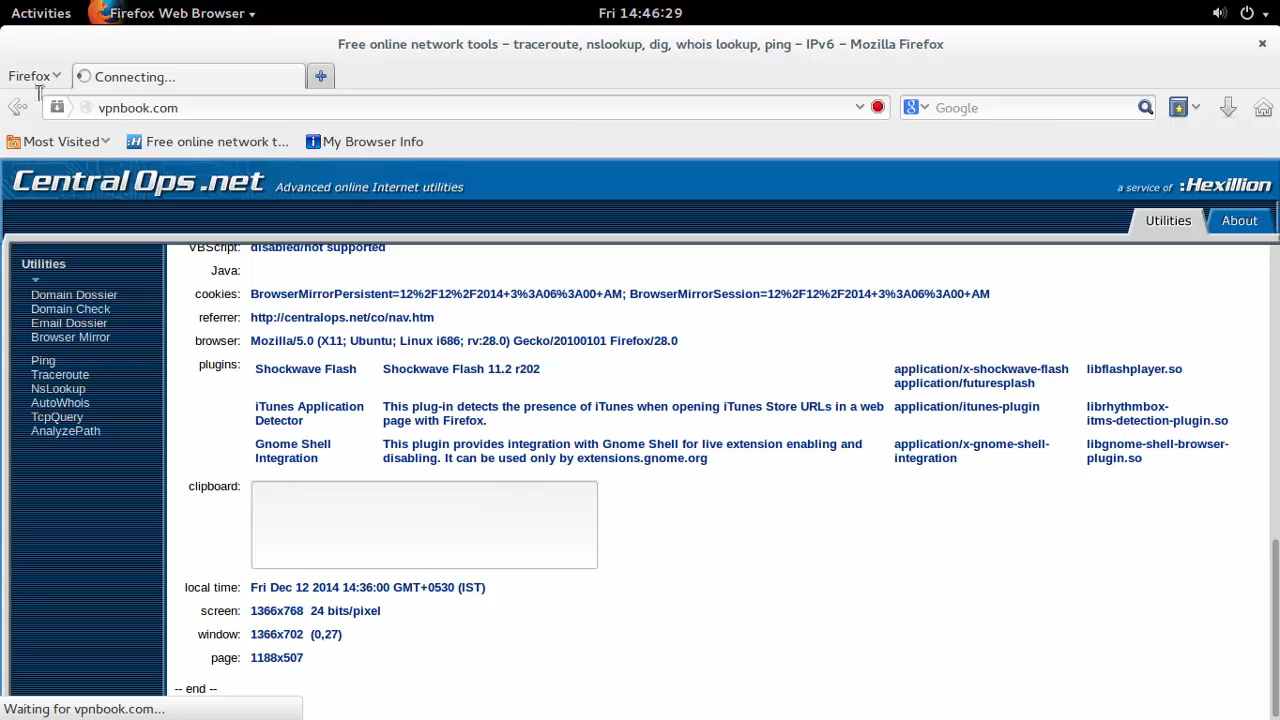 Activities Firefox Web Browser Fri 14:46:29
Free online network tools - traceroute, nslookup, dig, whois lookup, ping - IPv6 - Mozilla Firefox
Firefox Connecting...
vpnbook.com Google
Most Visited Free online network t... My Browser Info
CentralOps.net Advanced online Internet utilities a service of :Hexillion
Utilities About
Utilities
Domain Dossier
Domain Check
Email Dossier
Browser Mirror
Ping
Traceroute
NsLookup
AutoWhois
TcpQuery
AnalyzePath
VBScript: disabled/not supported
Java:
cookies: BrowserMirrorPersistent=12%2F12%2F2014+3%3A06%3A00+AM; BrowserMirrorSession=12%2F12%2F2014+3%3A06%3A00+AM
referrer: http://centralops.net/co/nav.htm
browser: Mozilla/5.0 (X11; Ubuntu; Linux i686; rv:28.0) Gecko/20100101 Firefox/28.0
plugins: Shockwave Flash Shockwave Flash 11.2 r202 application/x-shockwave-flash libflashplayer.so
application/futuresplash
iTunes Application This plug-in detects the presence of iTunes when opening iTunes Store URLs in a web application/itunes-plugin librhythmbox-
Detector page with Firefox. itms-detection-plugin.so
Gnome Shell This plugin provides integration with Gnome Shell for live extension enabling and application/x-gnome-shell- libgnome-shell-browser-
Integration disabling. It can be used only by extensions.gnome.org integration plugin.so
clipboard:
local time: Fri Dec 12 2014 14:36:00 GMT+0530 (IST)
screen: 1366x768 24 bits/pixel
window: 1366x702 (0,27)
page: 1188x507
-- end --
Waiting for vpnbook.com...